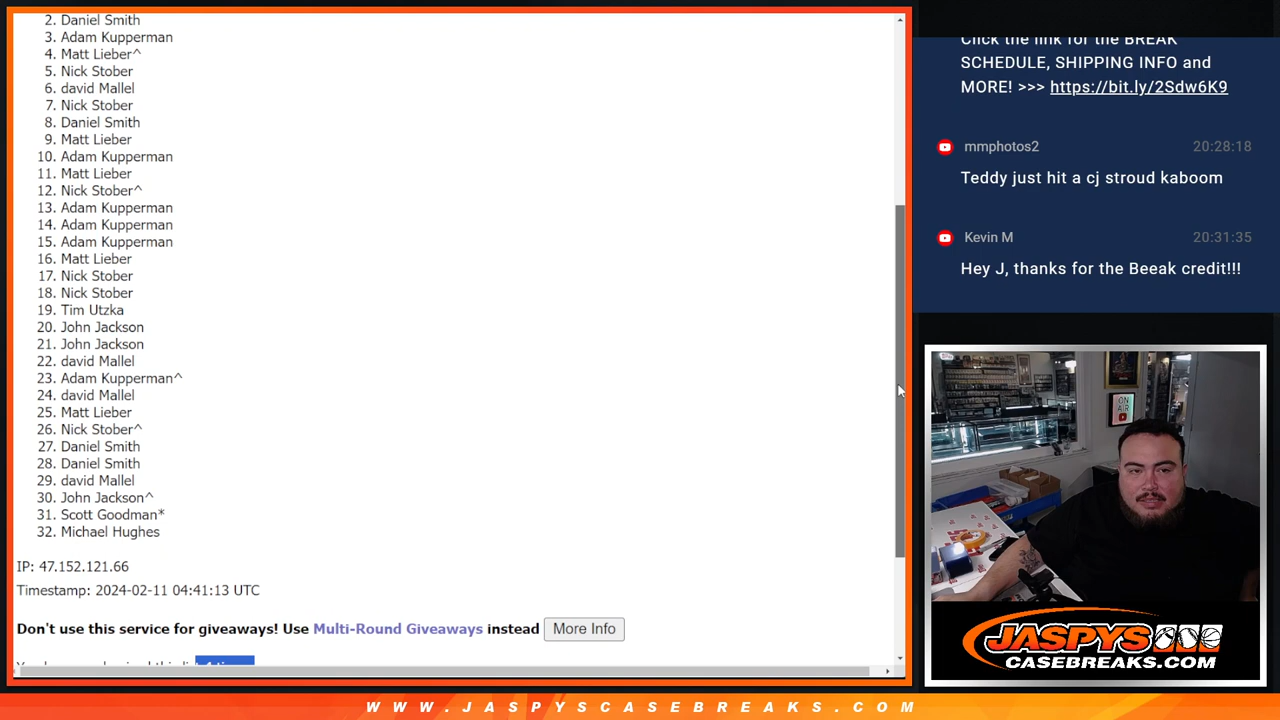 2. Daniel Smith
3. Adam Kupperman
4. Matt Lieber^
5. Nick Stober
6. david Mallel
7. Nick Stober
8. Daniel Smith
9. Matt Lieber
10. Adam Kupperman
11. Matt Lieber
12. Nick Stober^
13. Adam Kupperman
14. Adam Kupperman
15. Adam Kupperman
16. Matt Lieber
17. Nick Stober
18. Nick Stober
19. Tim Utzka
20. John Jackson
21. John Jackson
22. david Mallel
23. Adam Kupperman^
24. david Mallel
25. Matt Lieber
26. Nick Stober^
27. Daniel Smith
28. Daniel Smith
29. david Mallel
30. John Jackson^
31. Scott Goodman*
32. Michael Hughes
IP: 47.152.121.66
Timestamp: 2024-02-11 04:41:13 UTC
Don't use this service for giveaways! Use Multi-Round Giveaways instead More Info
Click the link for the BREAK
SCHEDULE, SHIPPING INFO and
MORE! >>> https://bit.ly/2Sdw6K9
mmphotos2 20:28:18
Teddy just hit a cj stroud kaboom
Kevin M 20:31:35
Hey J, thanks for the Beeak credit!!!
ON
AIR
JASPYS
CASEBREAKS.COM
WWW.JASPYSCASEBREAKS.COM